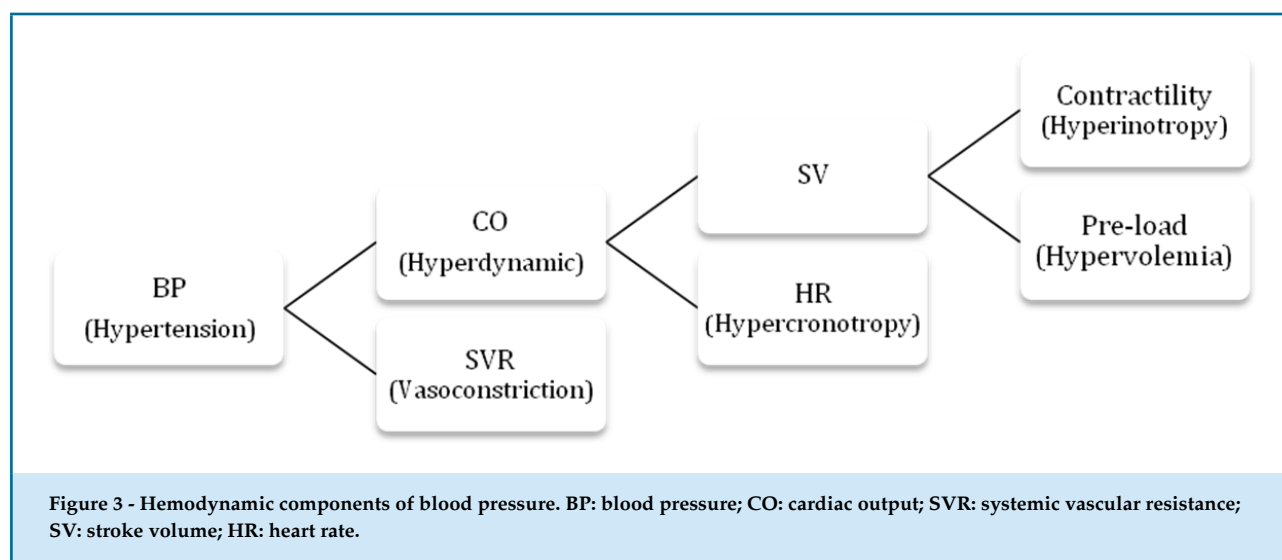 BP
(Hypertension)
CO
(Hyperdynamic)
SVR
(Vasoconstriction)
SV
HR
(Hypercronotropy)
Contractility
(Hyperinotropy)
Pre-load
(Hypervolemia)
Figure 3 - Hemodynamic components of blood pressure. BP: blood pressure; CO: cardiac output; SVR: systemic vascular resistance;
SV: stroke volume; HR: heart rate.